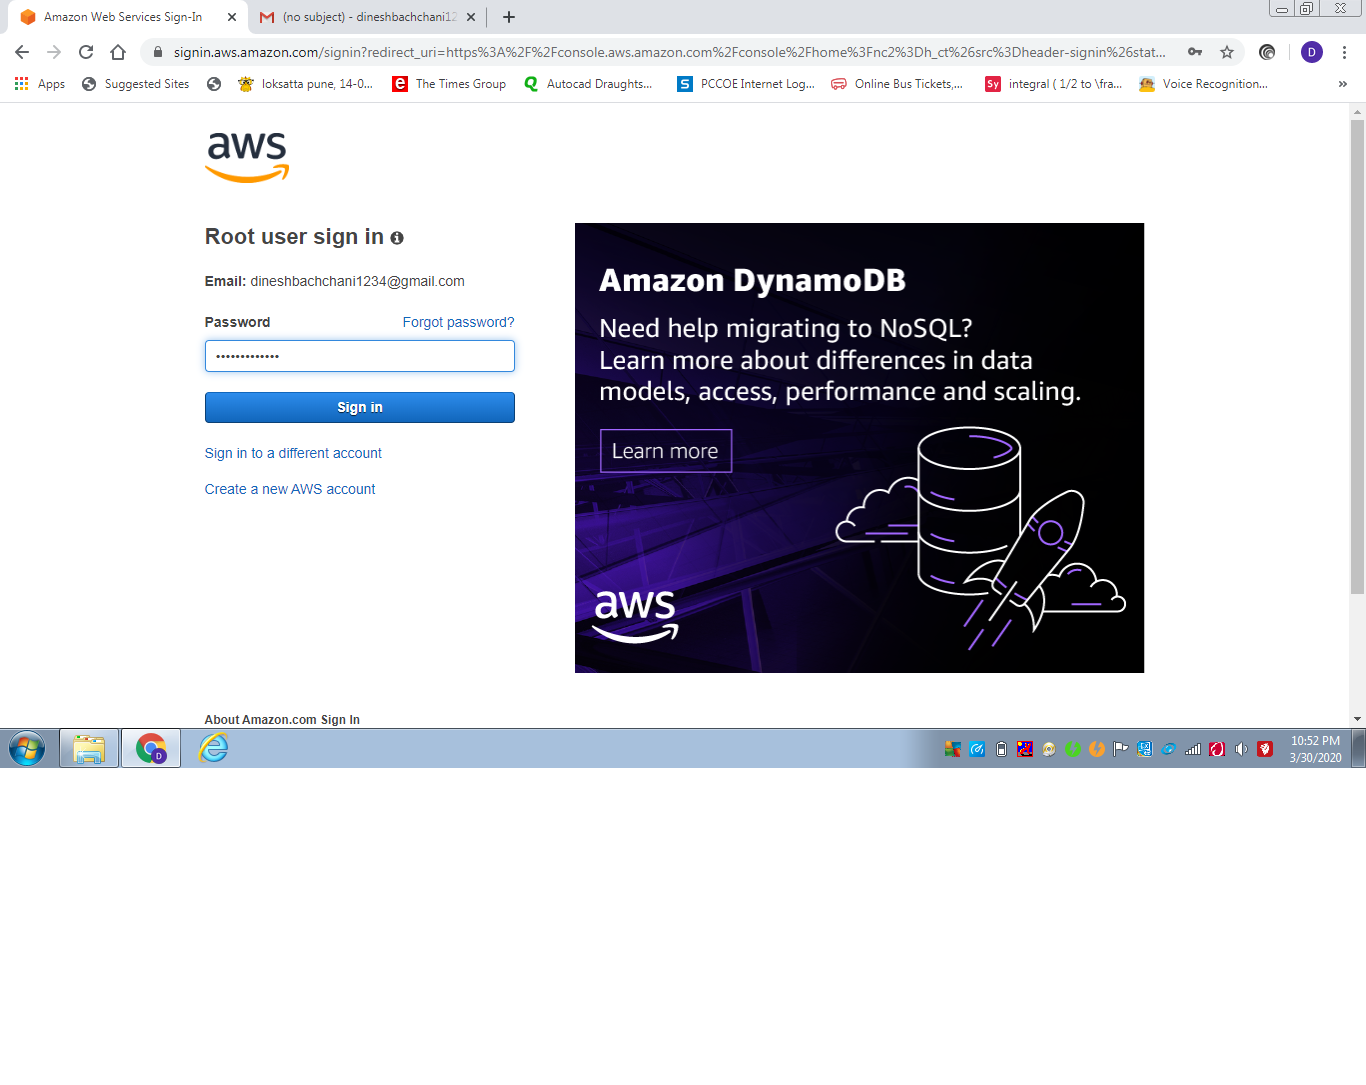 Amazon Web Services Sign-In
(no subject) - dineshbachchani12
signin.aws.amazon.com/signin?redirect_uri=https%3A%2F%2Fconsole.aws.amazon.com%2Fconsole%2Fhome%3Fnc2%3Dh_ct%26src%3Dheader-signin%26stat...
D
Apps
Suggested Sites
loksatta pune, 14-0...
e
The Times Group
Autocad Draughts...
S
PCCOE Internet Log...
Online Bus Tickets,...
Sy
integral ( 1/2 to \fra...
Voice Recognition...
»
aws
Root user sign in
Email: dineshbachchani1234@gmail.com
Password
Forgot password?
Sign in
Sign in to a different account
Create a new AWS account
Amazon DynamoDB
Need help migrating to NoSQL?
Learn more about differences in data
models, access, performance and scaling.
Learn more
aws
About Amazon.com Sign In
D
10:52 PM
3/30/2020